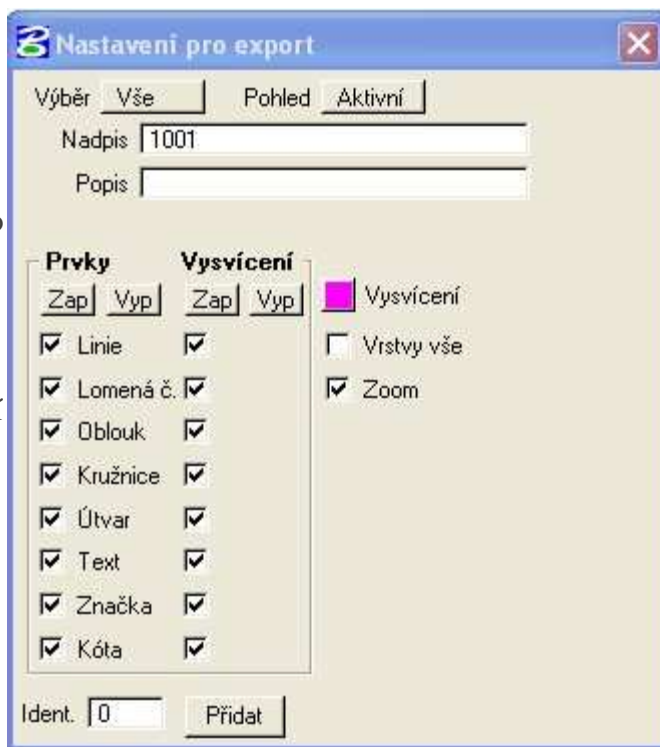 Nastavení pro export
Výběr Vše Pohled Aktivní
Nadpis 1001
Popis
Prvky Vysvícení
Zap Vyp Zap Vyp Vysvícení
Linie Vrstvy vše
Lomená č. Zoom
Oblouk
Kružnice
Útvar
Text
Značka
Kóta
Ident. 0 Přidat